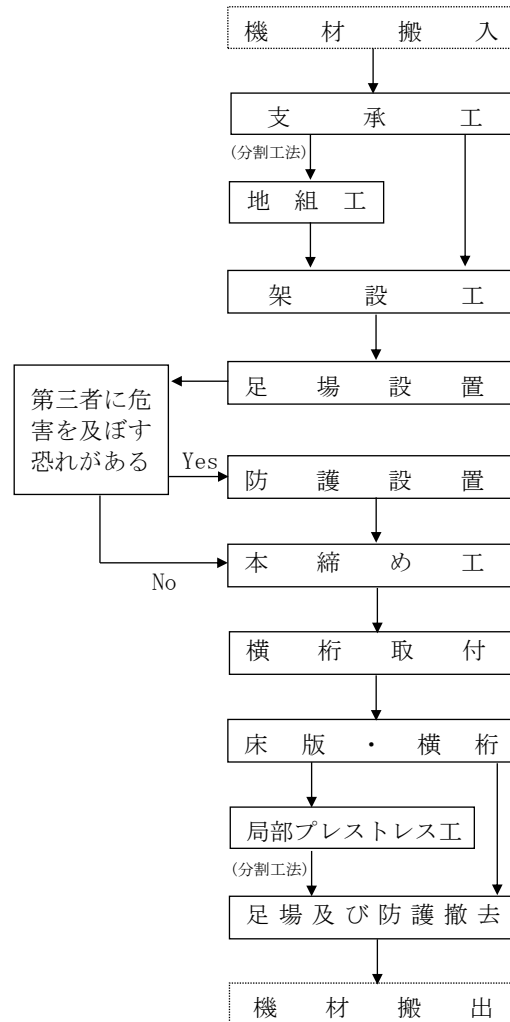 機材搬入
支承工
(分割工法)
地組工
架設工
足場設置
第三者に危
害を及ぼす
恐れがある
Yes
防護設置
No
本締め工
横桁取付
床版・横桁
局部プレストレス工
(分割工法)
足場及び防護撤去
機材搬出